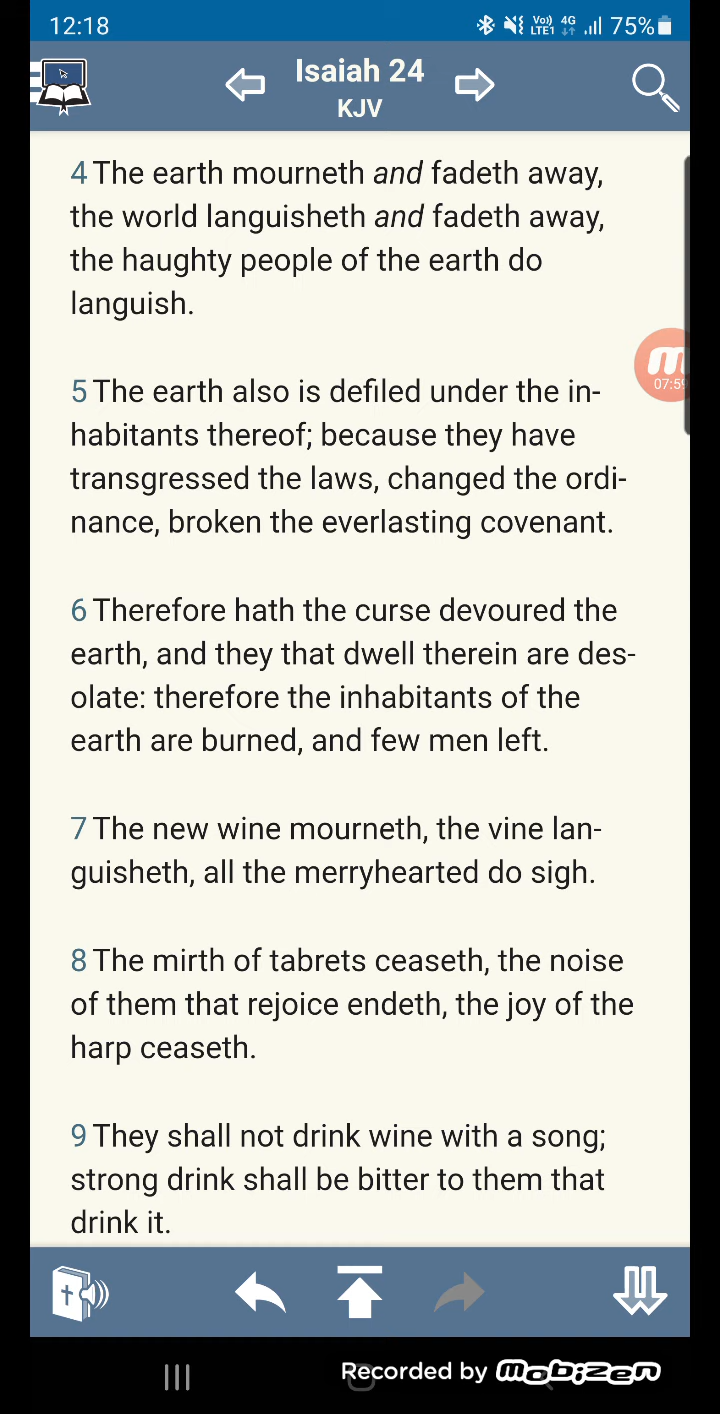 12:18
Vo)) 4G
LTE1
75%
Isaiah 24
KJV
4 The earth mourneth and fadeth away,
the world languisheth and fadeth away,
the haughty people of the earth do
languish.
07:59
5 The earth also is defiled under the in-
habitants thereof; because they have
transgressed the laws, changed the ordi-
nance, broken the everlasting covenant.
6 Therefore hath the curse devoured the
earth, and they that dwell therein are des-
olate: therefore the inhabitants of the
earth are burned, and few men left.
7 The new wine mourneth, the vine lan-
guisheth, all the merryhearted do sigh.
8 The mirth of tabrets ceaseth, the noise
of them that rejoice endeth, the joy of the
harp ceaseth.
9 They shall not drink wine with a song;
strong drink shall be bitter to them that
drink it.
Recorded by Mobizen